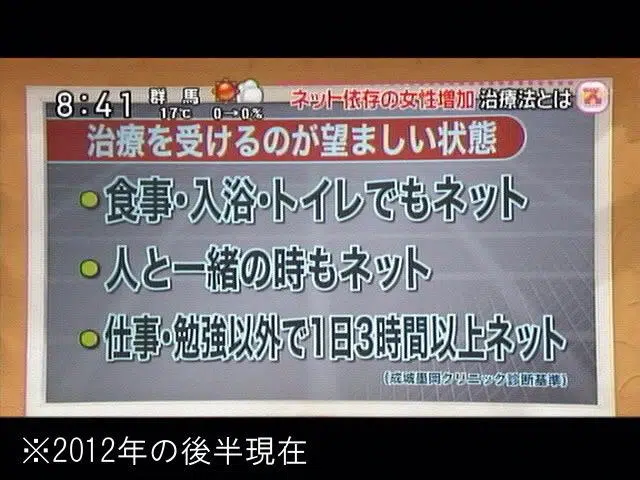 8:41 群馬 17℃ 0→0%
ネット依存の女性増加 治療法とは
治療を受けるのが望ましい状態
・食事・入浴・トイレでもネット
・人と一緒の時もネット
・仕事・勉強以外で1日3時間以上ネット
(成城墨岡クリニック診断基準)
※2012年の後半現在